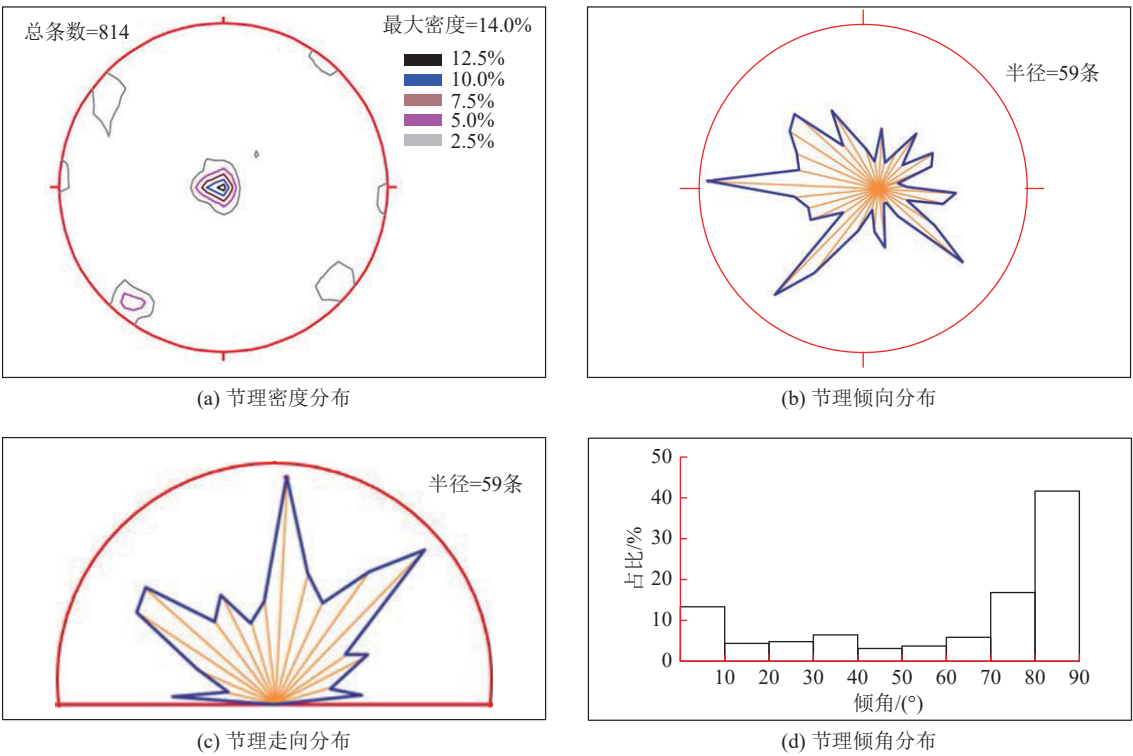 总条数=814
最大密度=14.0%
12.5%
10.0%
7.5%
5.0%
2.5%
(a) 节理密度分布
半径=59条
(b) 节理倾向分布
半径=59条
(c) 节理走向分布
占比/%
50
40
30
20
10
0
10 20 30 40 50 60 70 80 90
倾角/(°)
(d) 节理倾角分布